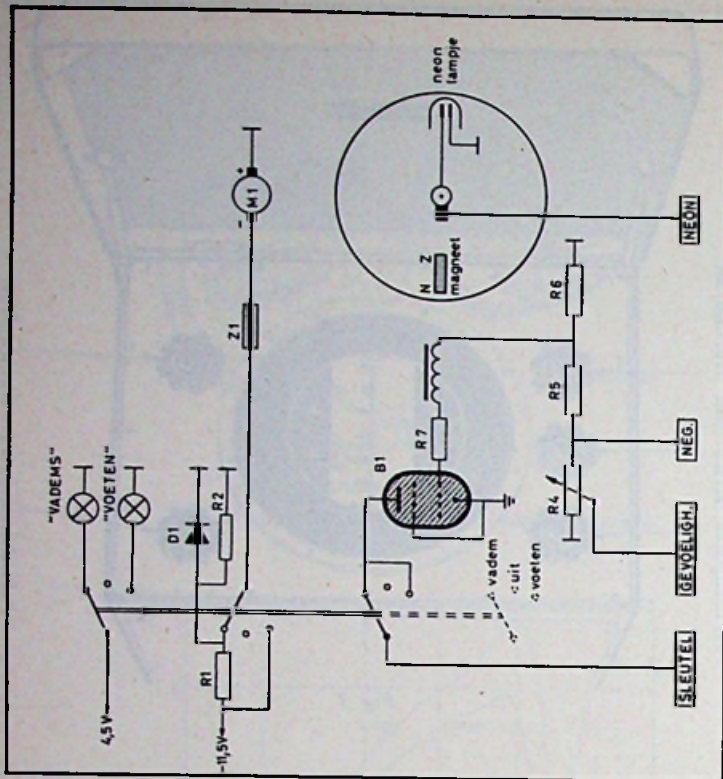 "VADEMS"
4,5V
"VOETEN"
D1
R1
R2
-11,5V
Z1
- +
M1
B1
R7
N Z
magneet
neon
lampje
vadem
uit
voeten
R4
R5
R6
SLEUTEL
GEVOELIGH.
NEG.
NEON